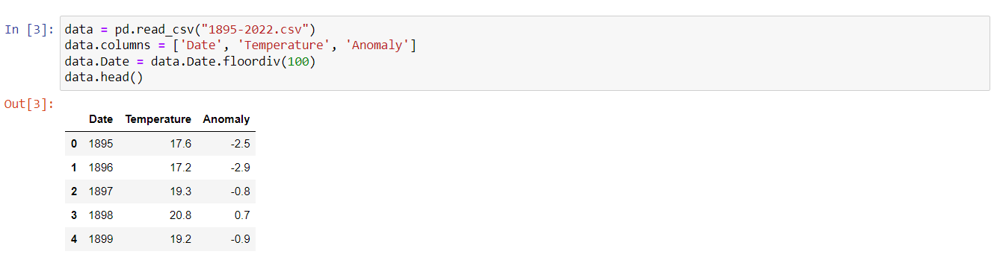 In [3]: data = pd.read_csv("1895-2022.csv")
data.columns = ['Date', 'Temperature', 'Anomaly']
data.Date = data.Date.floordiv(100)
data.head()
Out[3]:
Date Temperature Anomaly
0 1895 17.6 -2.5
1 1896 17.2 -2.9
2 1897 19.3 -0.8
3 1898 20.8 0.7
4 1899 19.2 -0.9